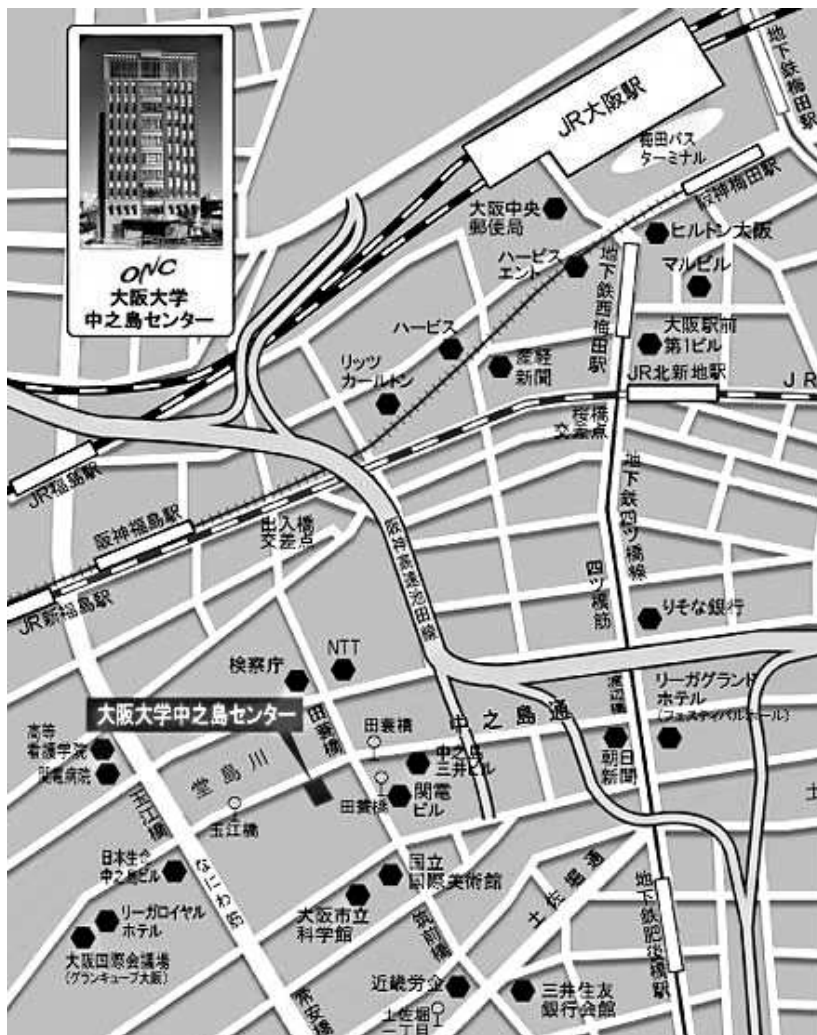 ONC
大阪大学
中之島センター
JR大阪駅
地下鉄梅田駅
梅田バス
ターミナル
阪神梅田駅
大阪中央
郵便局
ヒルトン大阪
ハービス
エント
マルビル
地下鉄西梅田駅
ハービス
大阪駅前
第1ビル
リッツ
カールトン
産経
新聞
JR北新地駅
JR
桜橋
交差点
JR福島駅
阪神福島駅
出入橋
交差点
阪神高速池田線
地下鉄四ツ橋線
四ツ橋筋
JR新福島駅
りそな銀行
NTT
検察庁
渡辺橋
リーガグランド
ホテル
(フェスティバルホール)
大阪大学中之島センター
田蓑橋
田蓑橋
中之島通
高等
看護学院
関電病院
堂島川
中之島
三井ビル
朝日
新聞
田蓑橋
関電
ビル
玉江橋
玉江橋
土
日本生命
中之島ビル
なにわ筋
国立
国際美術館
土佐堀通
大阪市立
科学館
リーガロイヤル
ホテル
筑前橋
地下鉄肥後橋駅
大阪国際会議場
(グランキューブ大阪)
近畿労金
三井住友
銀行会館
常安橋
土佐堀
一丁目